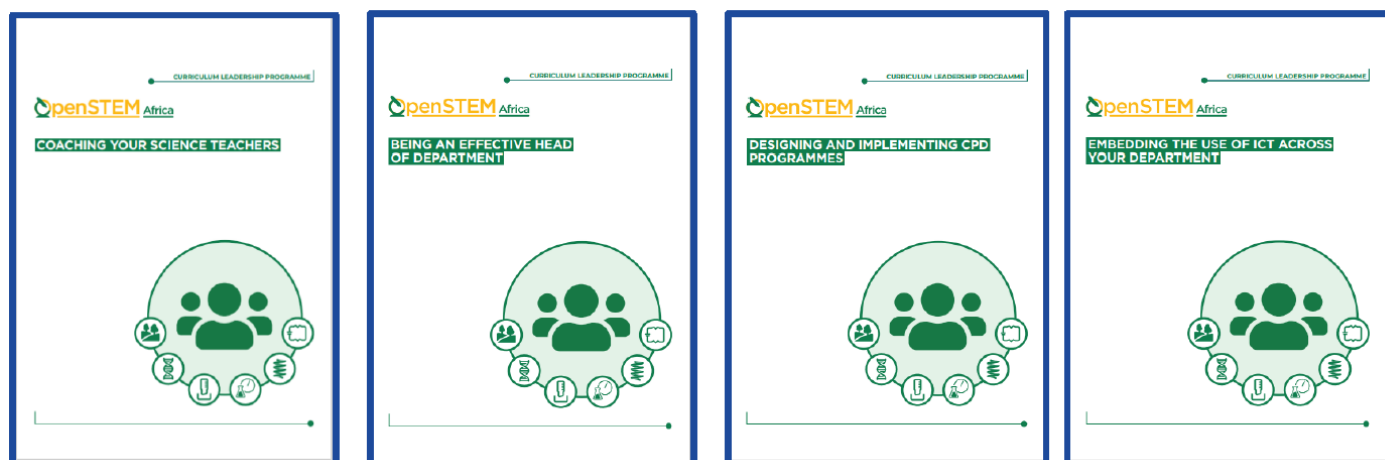 CURRICULUM LEADERSHIP PROGRAMME
OpenSTEM Africa
COACHING YOUR SCIENCE TEACHERS
CURRICULUM LEADERSHIP PROGRAMME
OpenSTEM Africa
BEING AN EFFECTIVE HEAD
OF DEPARTMENT
CURRICULUM LEADERSHIP PROGRAMME
OpenSTEM Africa
DESIGNING AND IMPLEMENTING CPD
PROGRAMMES
CURRICULUM LEADERSHIP PROGRAMME
OpenSTEM Africa
EMBEDDING THE USE OF ICT ACROSS
YOUR DEPARTMENT